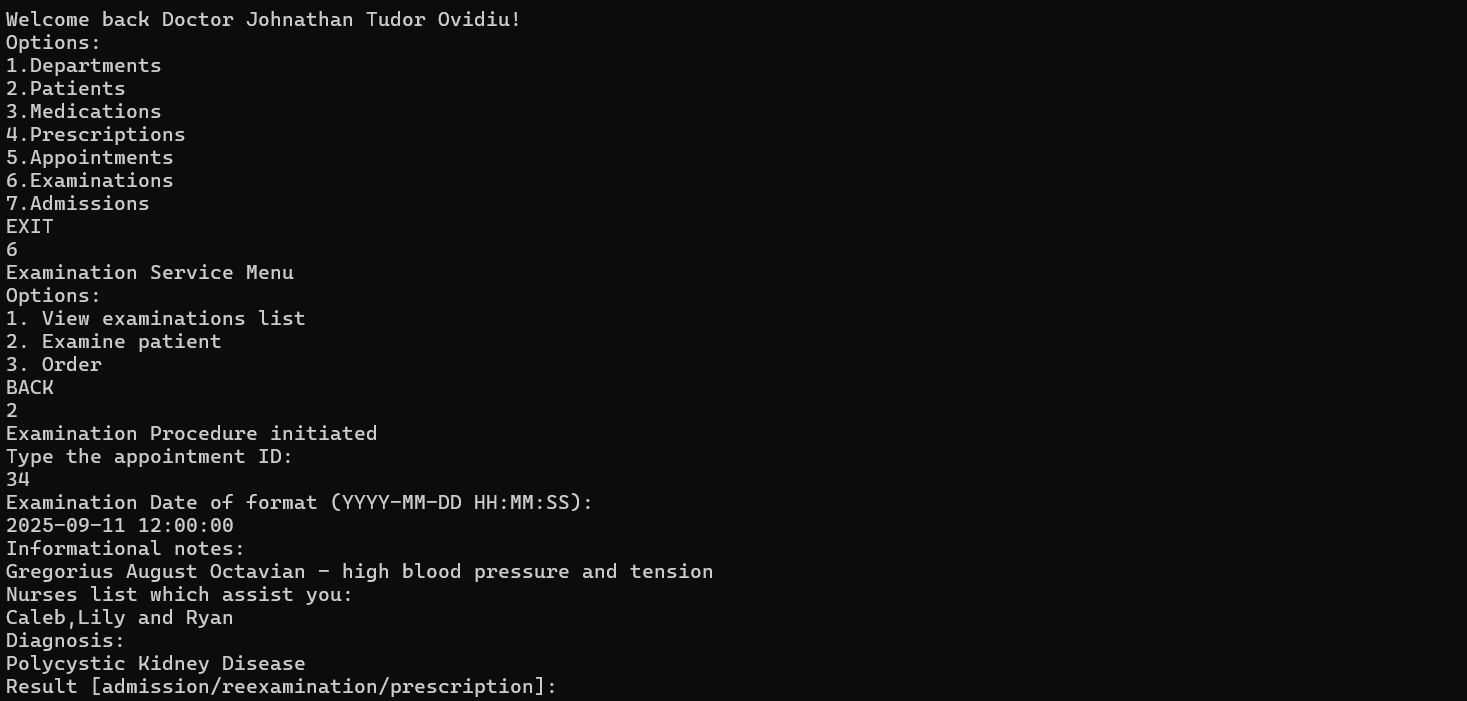 Welcome back Doctor Johnathan Tudor Ovidiu!
Options:
1.Departments
2.Patients
3.Medications
4.Prescriptions
5.Appointments
6.Examinations
7.Admissions
EXIT
6
Examination Service Menu
Options:
1. View examinations list
2. Examine patient
3. Order
BACK
2
Examination Procedure initiated
Type the appointment ID:
34
Examination Date of format (YYYY-MM-DD HH:MM:SS):
2025-09-11 12:00:00
Informational notes:
Gregorius August Octavian - high blood pressure and tension
Nurses list which assist you:
Caleb,Lily and Ryan
Diagnosis:
Polycystic Kidney Disease
Result [admission/reexamination/prescription]: